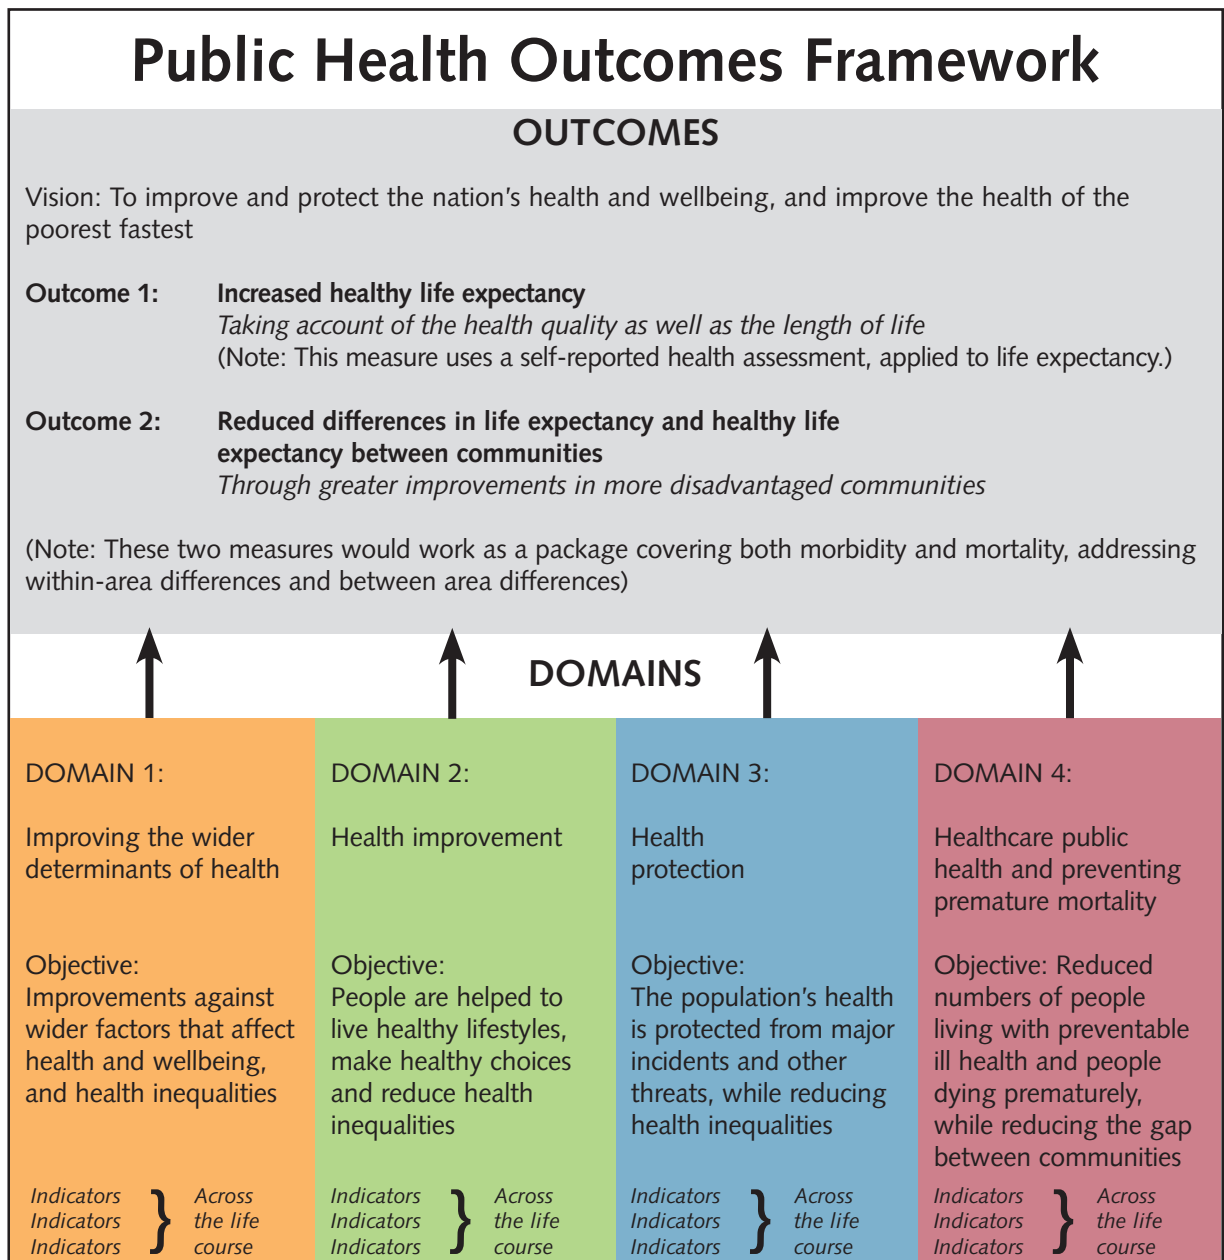 Public Health Outcomes Framework
OUTCOMES
Vision: To improve and protect the nation’s health and wellbeing, and improve the health of the
poorest fastest
Outcome 1: Increased healthy life expectancy
Taking account of the health quality as well as the length of life
(Note: This measure uses a self-reported health assessment, applied to life expectancy.)
Outcome 2: Reduced differences in life expectancy and healthy life
expectancy between communities
Through greater improvements in more disadvantaged communities
(Note: These two measures would work as a package covering both morbidity and mortality, addressing
within-area differences and between area differences)
DOMAINS
DOMAIN 1:
Improving the wider
determinants of health
Objective:
Improvements against
wider factors that affect
health and wellbeing,
and health inequalities
Indicators } Across
Indicators the life
Indicators course
DOMAIN 2:
Health improvement
Objective:
People are helped to
live healthy lifestyles,
make healthy choices
and reduce health
inequalities
Indicators } Across
Indicators the life
Indicators course
DOMAIN 3:
Health
protection
Objective:
The population’s health
is protected from major
incidents and other
threats, while reducing
health inequalities
Indicators } Across
Indicators the life
Indicators course
DOMAIN 4:
Healthcare public
health and preventing
premature mortality
Objective: Reduced
numbers of people
living with preventable
ill health and people
dying prematurely,
while reducing the gap
between communities
Indicators } Across
Indicators the life
Indicators course